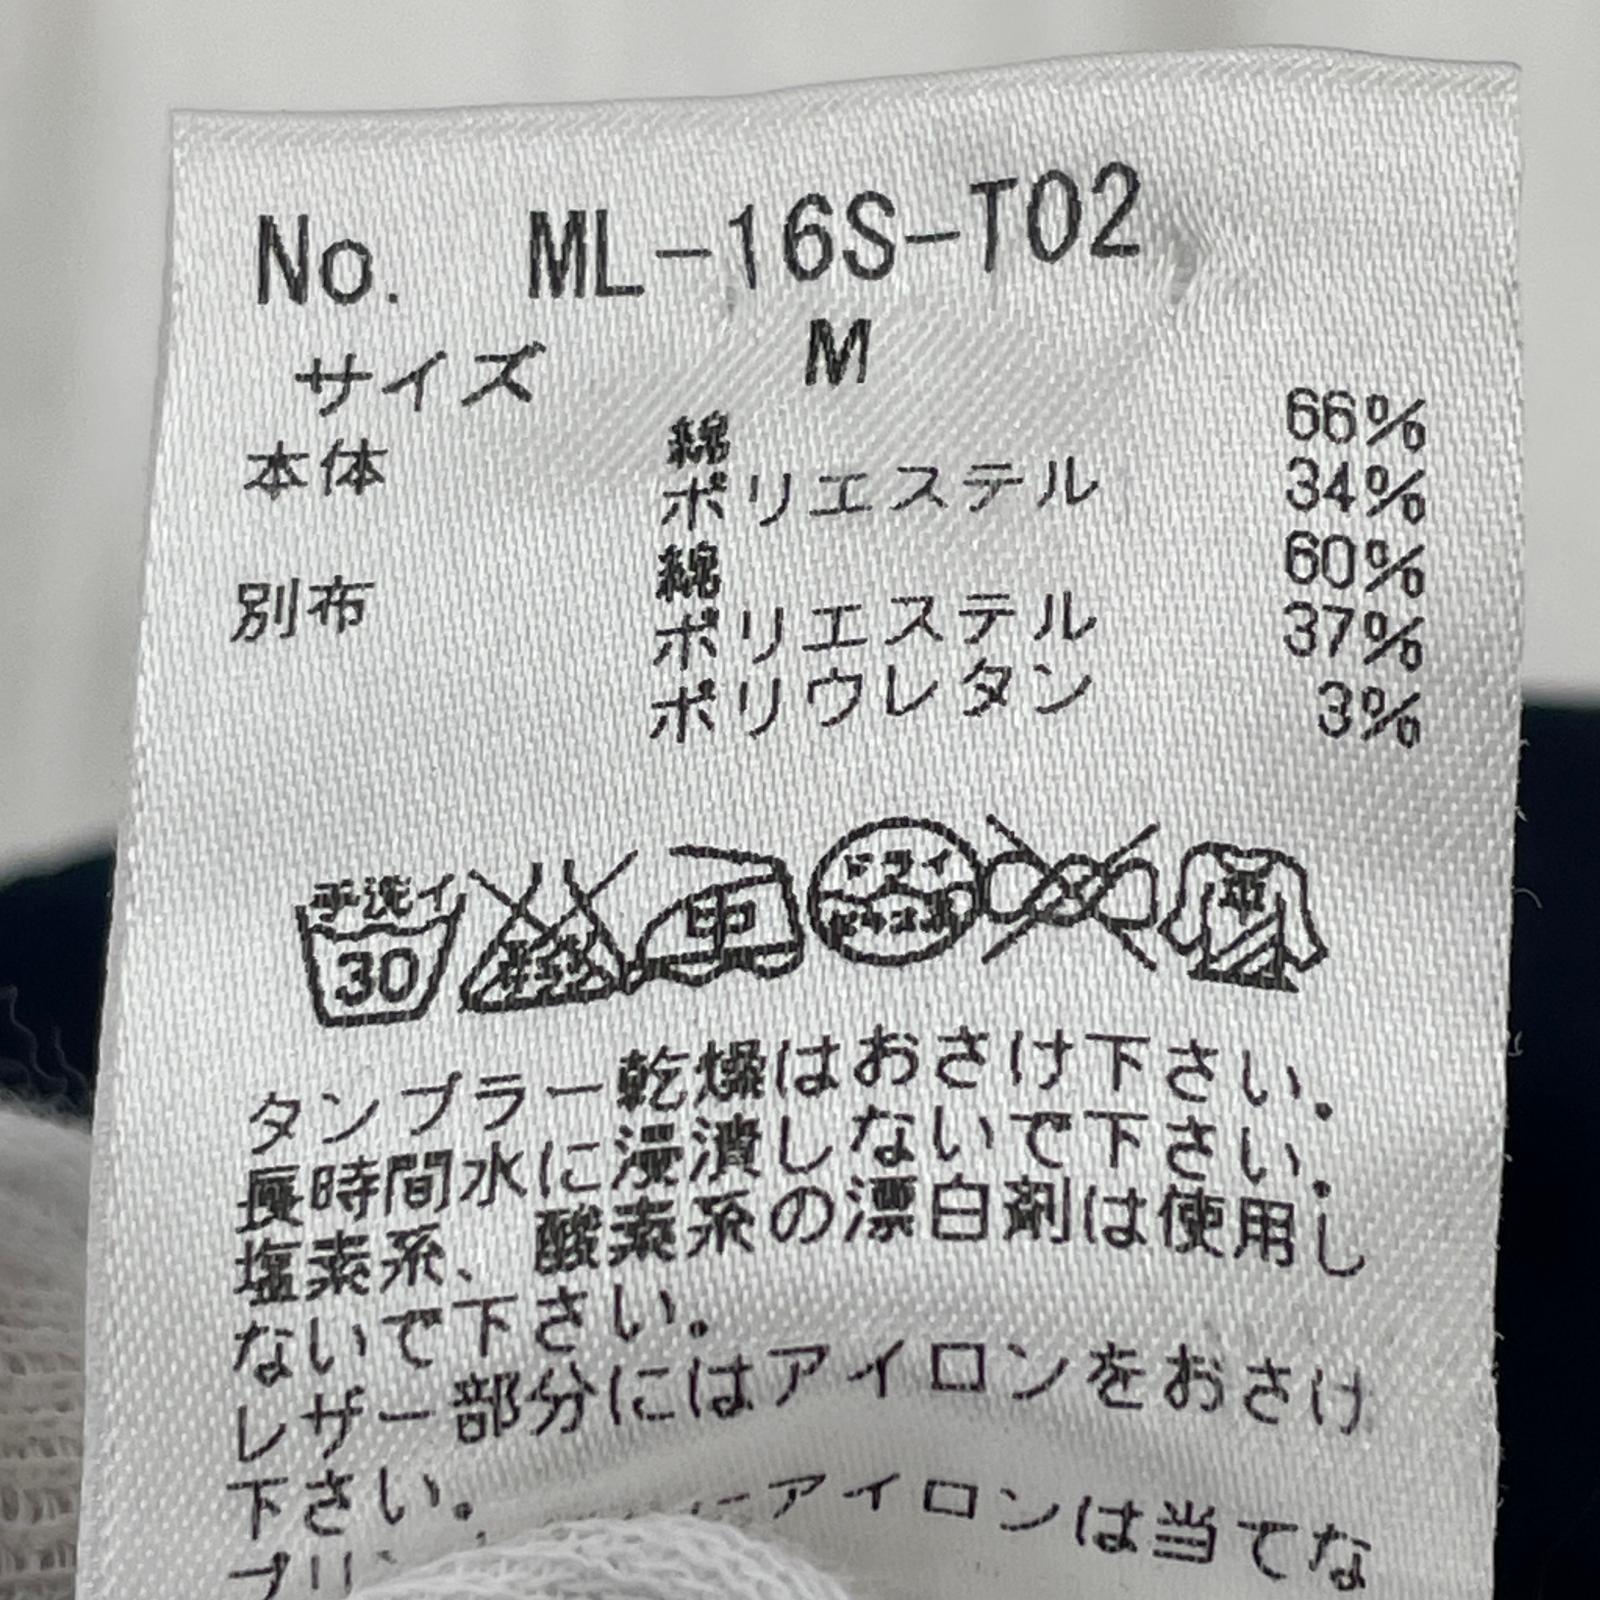 No. ML-16S-T02
サイズ M
本体 綿 66%
ポリエステル 34%
別布 綿 60%
ポリエステル 37%
ポリウレタン 3%
手洗イ 30 中 ドライ
タンブラー乾燥はおさけ下さい.
長時間水に浸漬しないで下さい.
塩素系、酸素系の漂白剤は使用し
ないで下さい.
レザー部分にはアイロンをおさけ
下さい.
アイロンは当てな